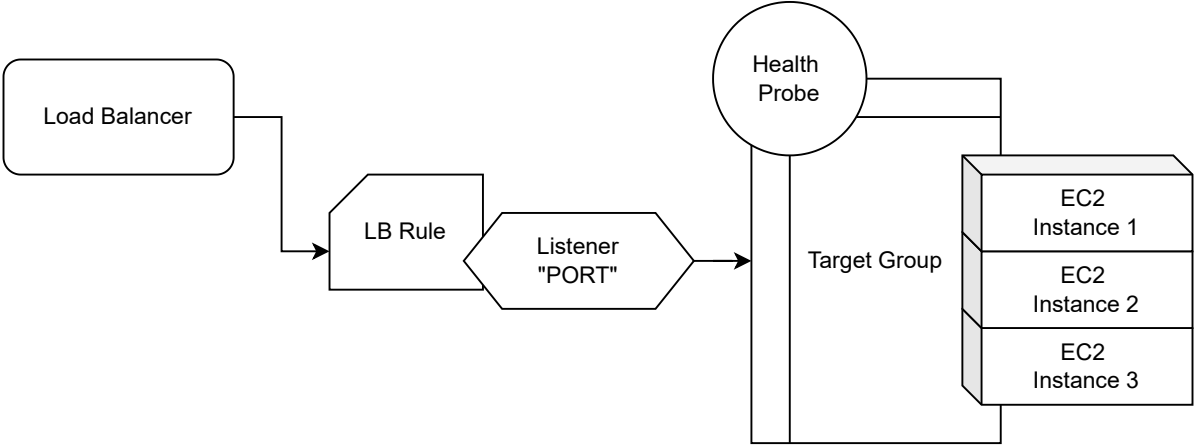 Load Balancer
LB Rule
Listener
"PORT"
Health
Probe
Target Group
EC2
Instance 1
EC2
Instance 2
EC2
Instance 3